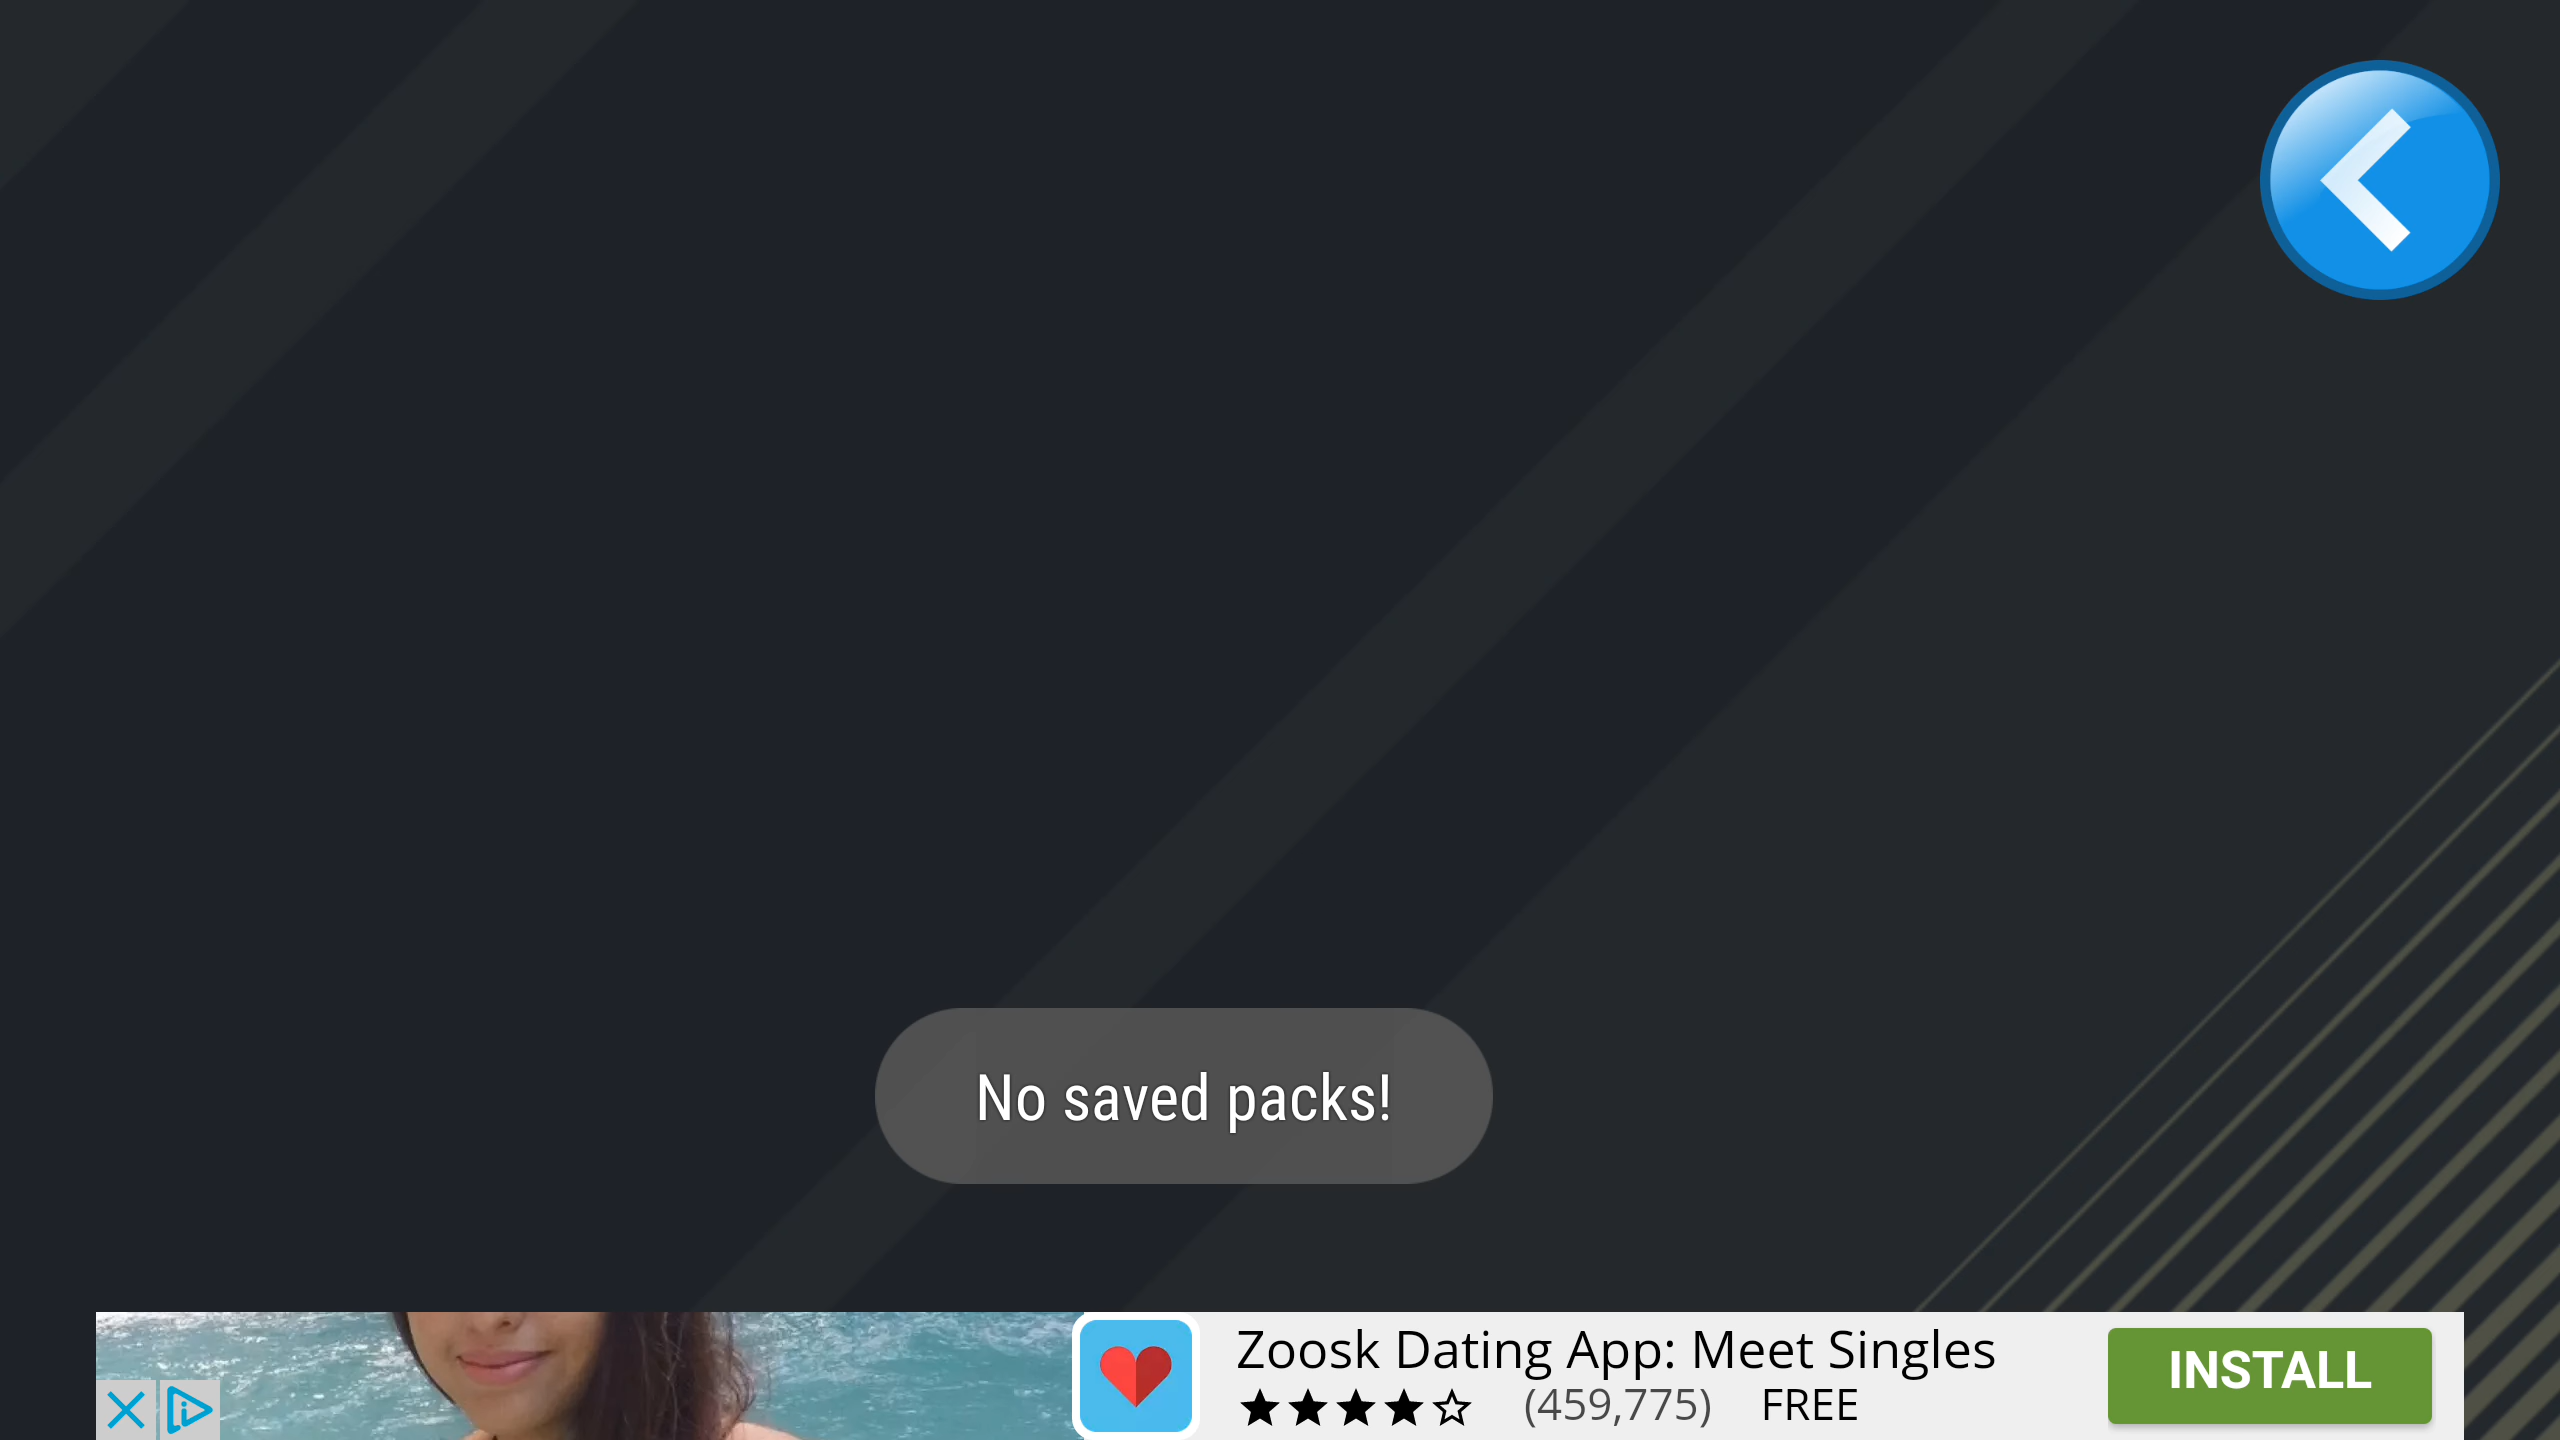 No saved packs!
Zoosk Dating App: Meet Singles
(459,775) FREE
INSTALL